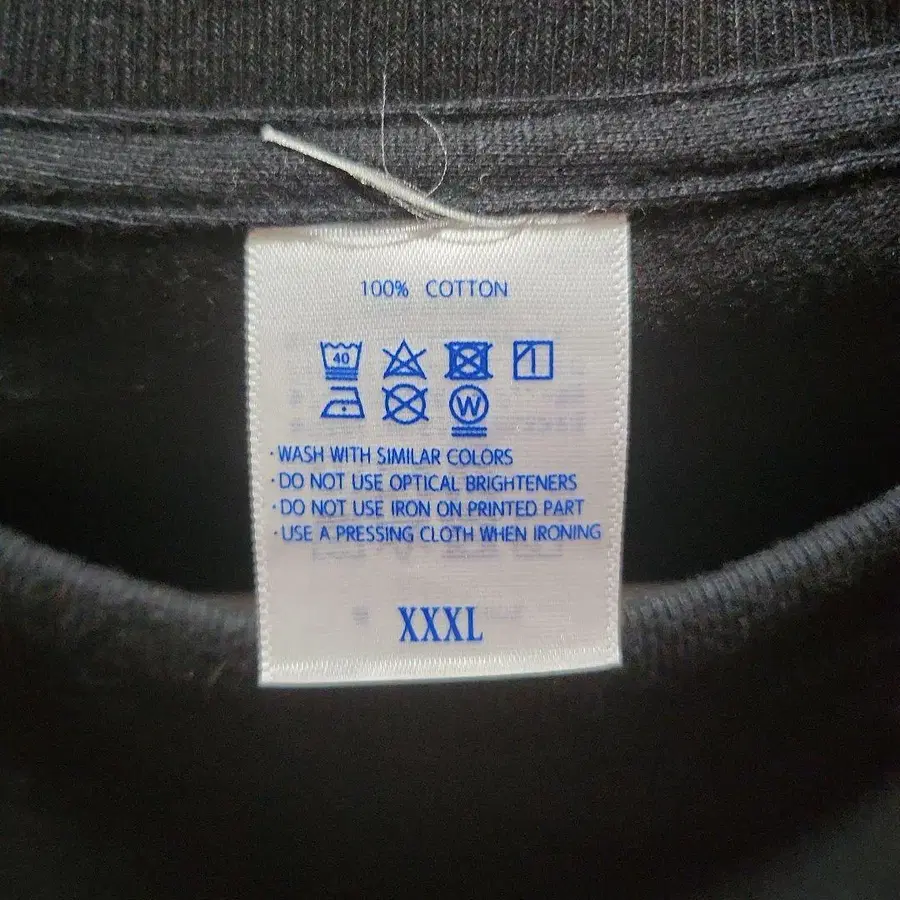 100% COTTON
40
W
· WASH WITH SIMILAR COLORS
· DO NOT USE OPTICAL BRIGHTENERS
· DO NOT USE IRON ON PRINTED PART
· USE A PRESSING CLOTH WHEN IRONING
XXXL